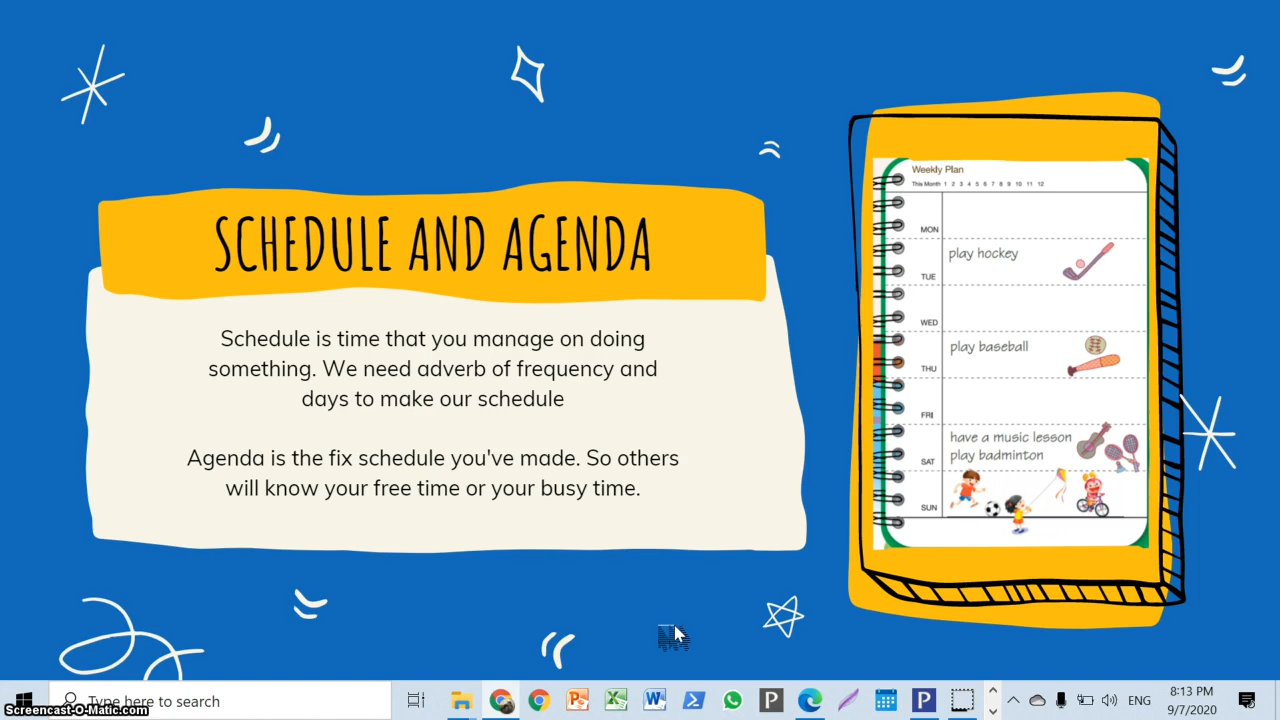 SCHEDULE AND AGENDA
Schedule is time that you manage on doing
something. We need adverb of frequency and
days to make our schedule
Agenda is the fix schedule you've made. So others
will know your free time or your busy time.
Weekly Plan
This Month 1 2 3 4 5 6 7 8 9 10 11 12
MON
play hockey
TUE
WED
play baseball
THU
FRI
have a music lesson
play badminton
SAT
SUN
Type here to search
Screencast-O-Matic.com
ENG
8:13 PM
9/7/2020